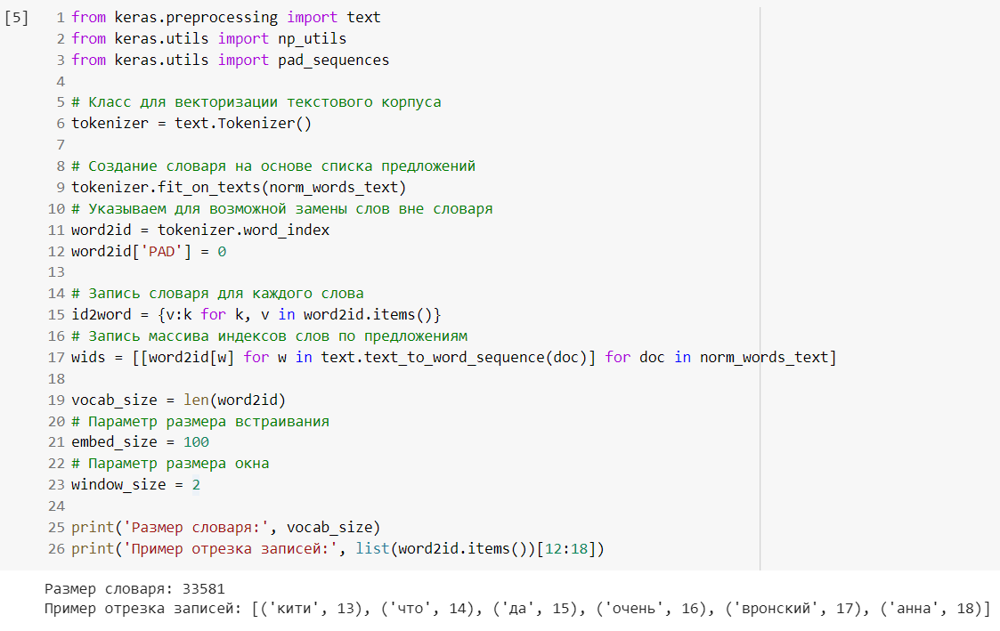 [5] 1 from keras.preprocessing import text
2 from keras.utils import np_utils
3 from keras.utils import pad_sequences
4
5 # Класс для векторизации текстового корпуса
6 tokenizer = text.Tokenizer()
7
8 # Создание словаря на основе списка предложений
9 tokenizer.fit_on_texts(norm_words_text)
10 # Указываем для возможной замены слов вне словаря
11 word2id = tokenizer.word_index
12 word2id['PAD'] = 0
13
14 # Запись словаря для каждого слова
15 id2word = {v:k for k, v in word2id.items()}
16 # Запись массива индексов слов по предложениям
17 wids = [[word2id[w] for w in text.text_to_word_sequence(doc)] for doc in norm_words_text]
18
19 vocab_size = len(word2id)
20 # Параметр размера встраивания
21 embed_size = 100
22 # Параметр размера окна
23 window_size = 2
24
25 print('Размер словаря:', vocab_size)
26 print('Пример отрезка записей:', list(word2id.items())[12:18])
Размер словаря: 33581
Пример отрезка записей: [('кити', 13), ('что', 14), ('да', 15), ('очень', 16), ('вронский', 17), ('анна', 18)]